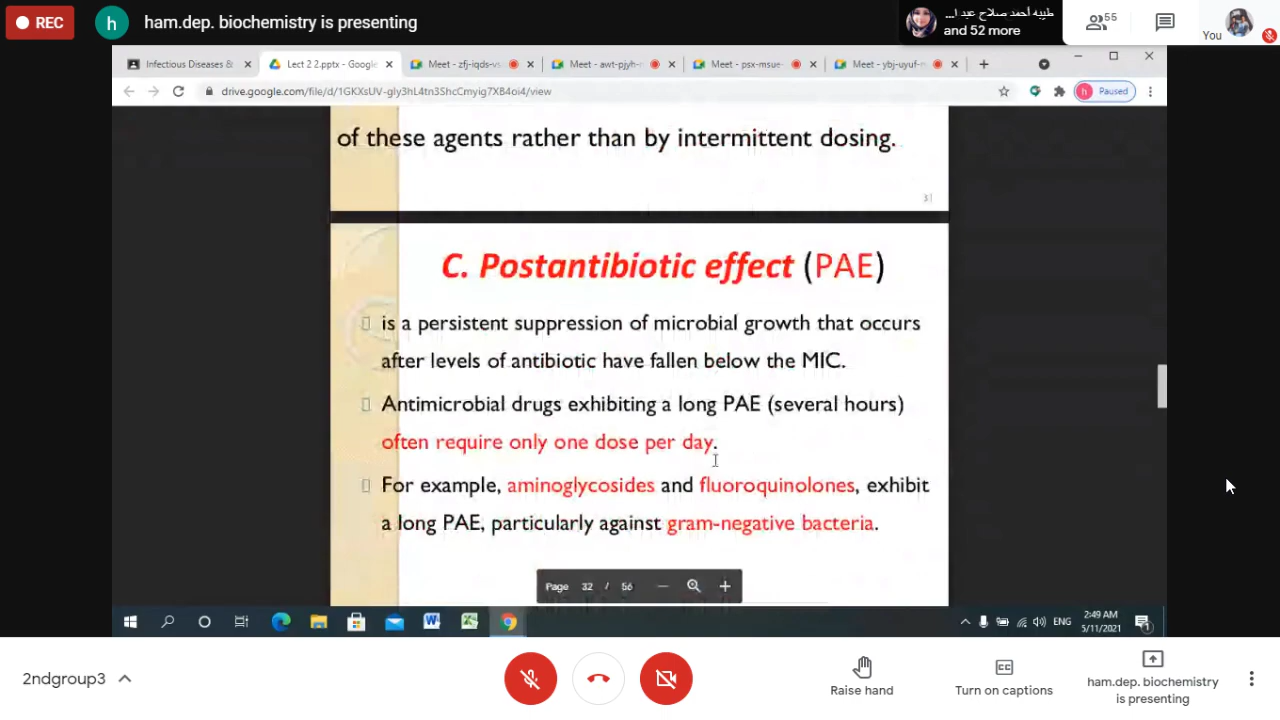 REC
h
ham.dep. biochemistry is presenting
طيبه أحمد صلاح عبد ا...
and 52 more
55
You
Infectious Diseases &
Lect 2 2.pptx - Google
Meet - zfj-iqds-vs
Meet - awt-pjyh-
Meet - psx-msue-
Meet - ybj-uyuf-
drive.google.com/file/d/1GKXsUV-gly3hL4tn3ShcCmyig7X84oi4/view
h
Paused
of these agents rather than by intermittent dosing.
31
C. Postantibiotic effect (PAE)
is a persistent suppression of microbial growth that occurs
after levels of antibiotic have fallen below the MIC.
Antimicrobial drugs exhibiting a long PAE (several hours)
often require only one dose per day.
For example, aminoglycosides and fluoroquinolones, exhibit
a long PAE, particularly against gram-negative bacteria.
Page 32 / 56
ENG
2:49 AM
5/11/2021
2ndgroup3
Raise hand
Turn on captions
ham.dep. biochemistry
is presenting